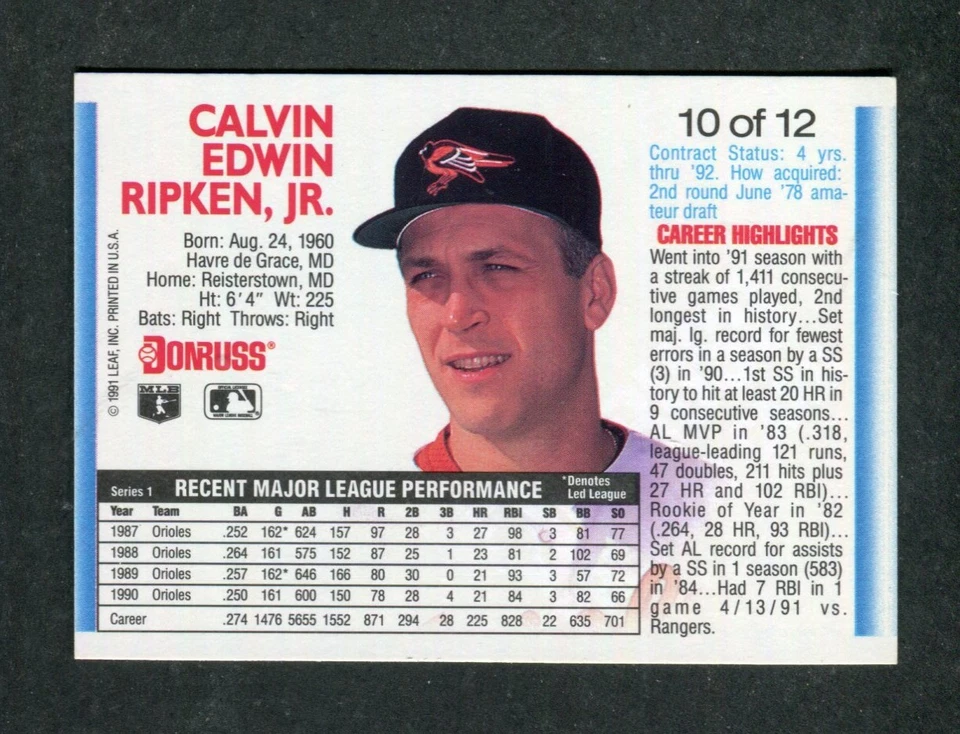 CALVIN
EDWIN
RIPKEN, JR.
Born: Aug. 24, 1960
Havre de Grace, MD
Home: Reisterstown, MD
Ht: 6'4" Wt: 225
Bats: Right Throws: Right
DONRUSS®
MLB
OFFICIAL LICENSEE
MAJOR LEAGUE BASEBALL
© 1991 LEAF, INC. PRINTED IN U.S.A.
10 of 12
Contract Status: 4 yrs.
thru '92. How acquired:
2nd round June '78 ama-
teur draft
CAREER HIGHLIGHTS
Went into '91 season with
a streak of 1,411 consecu-
tive games played, 2nd
longest in history...Set
maj. lg. record for fewest
errors in a season by a SS
(3) in '90...1st SS in his-
tory to hit at least 20 HR in
9 consecutive seasons...
AL MVP in '83 (.318,
league-leading 121 runs,
47 doubles, 211 hits plus
27 HR and 102 RBI)...
Rookie of Year in '82
(.264, 28 HR, 93 RBI)...
Set AL record for assists
by a SS in 1 season (583)
in '84...Had 7 RBI in 1
game 4/13/91 vs.
Rangers.
Series 1 RECENT MAJOR LEAGUE PERFORMANCE *Denotes
Led League
Year Team BA G AB H R 2B 3B HR RBI SB BB SO
1987 Orioles .252 162* 624 157 97 28 3 27 98 3 81 77
1988 Orioles .264 161 575 152 87 25 1 23 81 2 102 69
1989 Orioles .257 162* 646 166 80 30 0 21 93 3 57 72
1990 Orioles .250 161 600 150 78 28 4 21 84 3 82 66
Career .274 1476 5655 1552 871 294 28 225 828 22 635 701